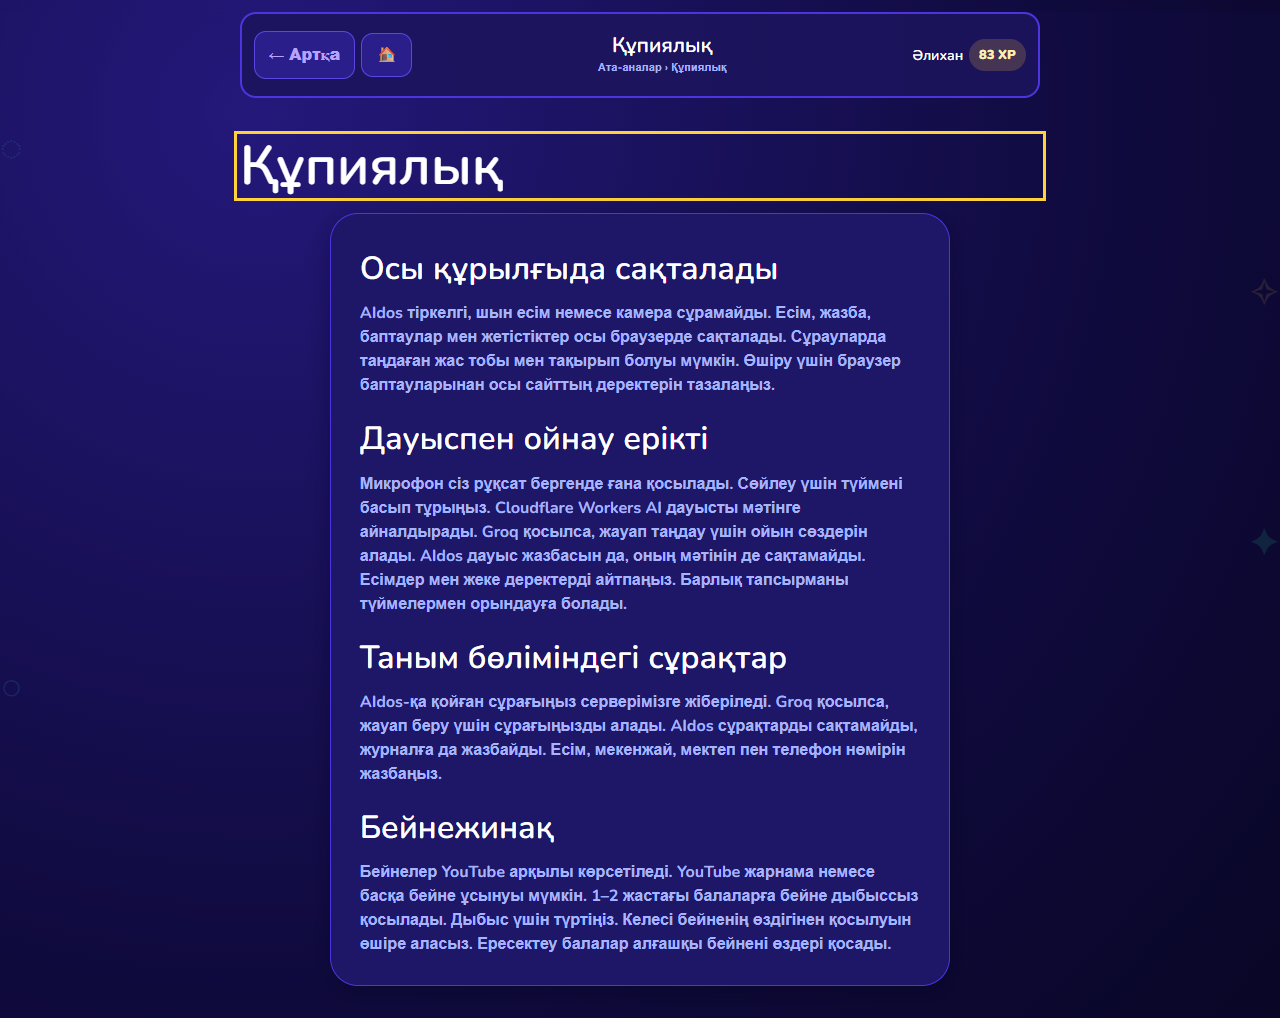 ← Артқа
Құпиялық
Ата-аналар › Құпиялық
Әлихан 83 XP
Құпиялық
Осы құрылғыда сақталады
Aldos тіркелгі, шын есім немесе камера сұрамайды. Есім, жазба,
баптаулар мен жетістіктер осы браузерде сақталады. Сұрауларда
таңдаған жас тобы мен тақырып болуы мүмкін. Өшіру үшін браузер
баптауларынан осы сайттың деректерін тазалаңыз.
Дауыспен ойнау ерікті
Микрофон сіз рұқсат бергенде ғана қосылады. Сөйлеу үшін түймені
басып тұрыңыз. Cloudflare Workers AI дауысты мәтінге
айналдырады. Groq қосылса, жауап таңдау үшін ойын сөздерін
алады. Aldos дауыс жазбасын да, оның мәтінін де сақтамайды.
Есімдер мен жеке деректерді айтпаңыз. Барлық тапсырманы
түймелермен орындауға болады.
Таным бөліміндегі сұрақтар
Aldos-қа қойған сұрағыңыз серверімізге жіберіледі. Groq қосылса,
жауап беру үшін сұрағыңызды алады. Aldos сұрақтарды сақтамайды,
журналға да жазбайды. Есім, мекенжай, мектеп пен телефон нөмірін
жазбаңыз.
Бейнежинақ
Бейнелер YouTube арқылы көрсетіледі. YouTube жарнама немесе
басқа бейне ұсынуы мүмкін. 1–2 жастағы балаларға бейне дыбыссыз
қосылады. Дыбыс үшін түртіңіз. Келесі бейненің өздігінен қосылуын
өшіре аласыз. Ересектеу балалар алғашқы бейнені өздері қосады.